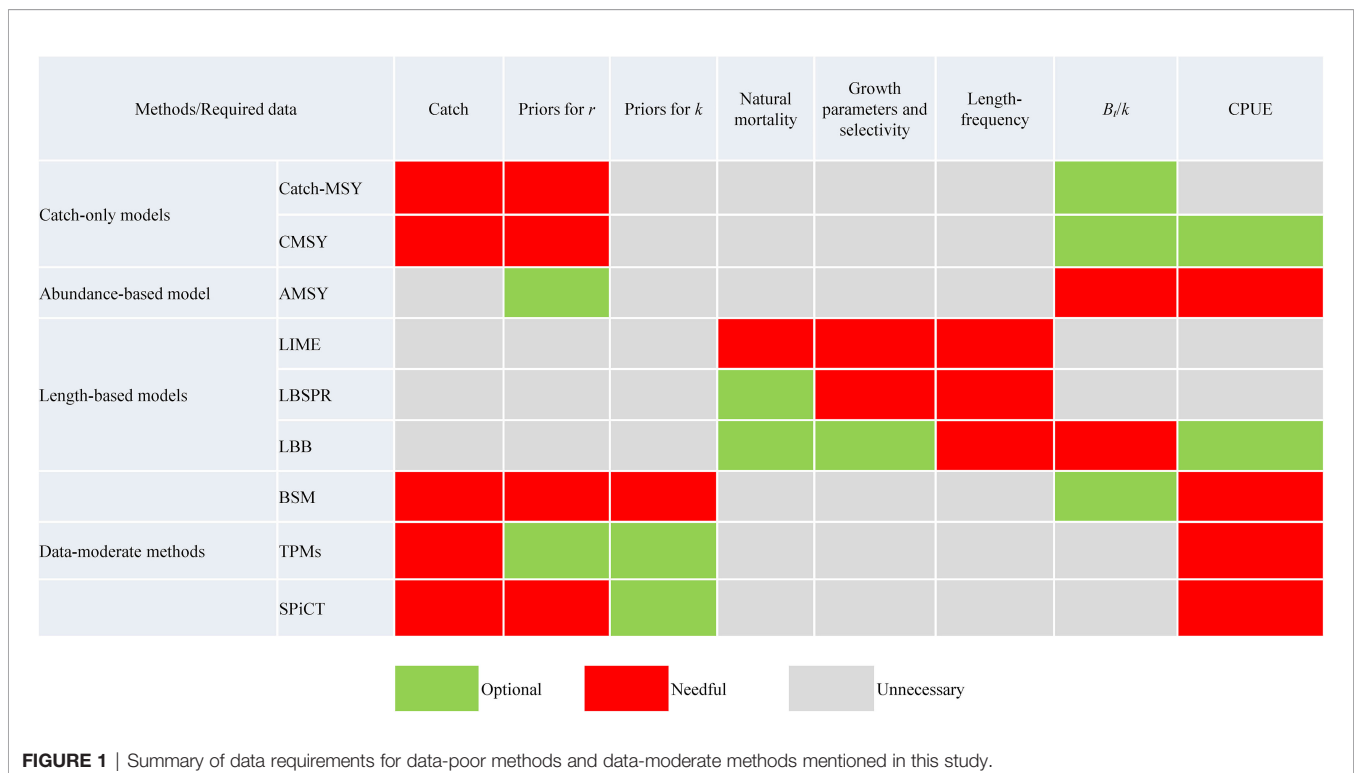 Methods/Required data
Catch
Priors for r
Priors for k
Natural
mortality
Growth
parameters and
selectivity
Length-
frequency
Bt/k
CPUE
Catch-only models
Catch-MSY
CMSY
Abundance-based model
AMSY
Length-based models
LIME
LBSPR
LBB
Data-moderate methods
BSM
TPMs
SPiCT
Optional
Needful
Unnecessary
FIGURE 1 | Summary of data requirements for data-poor methods and data-moderate methods mentioned in this study.